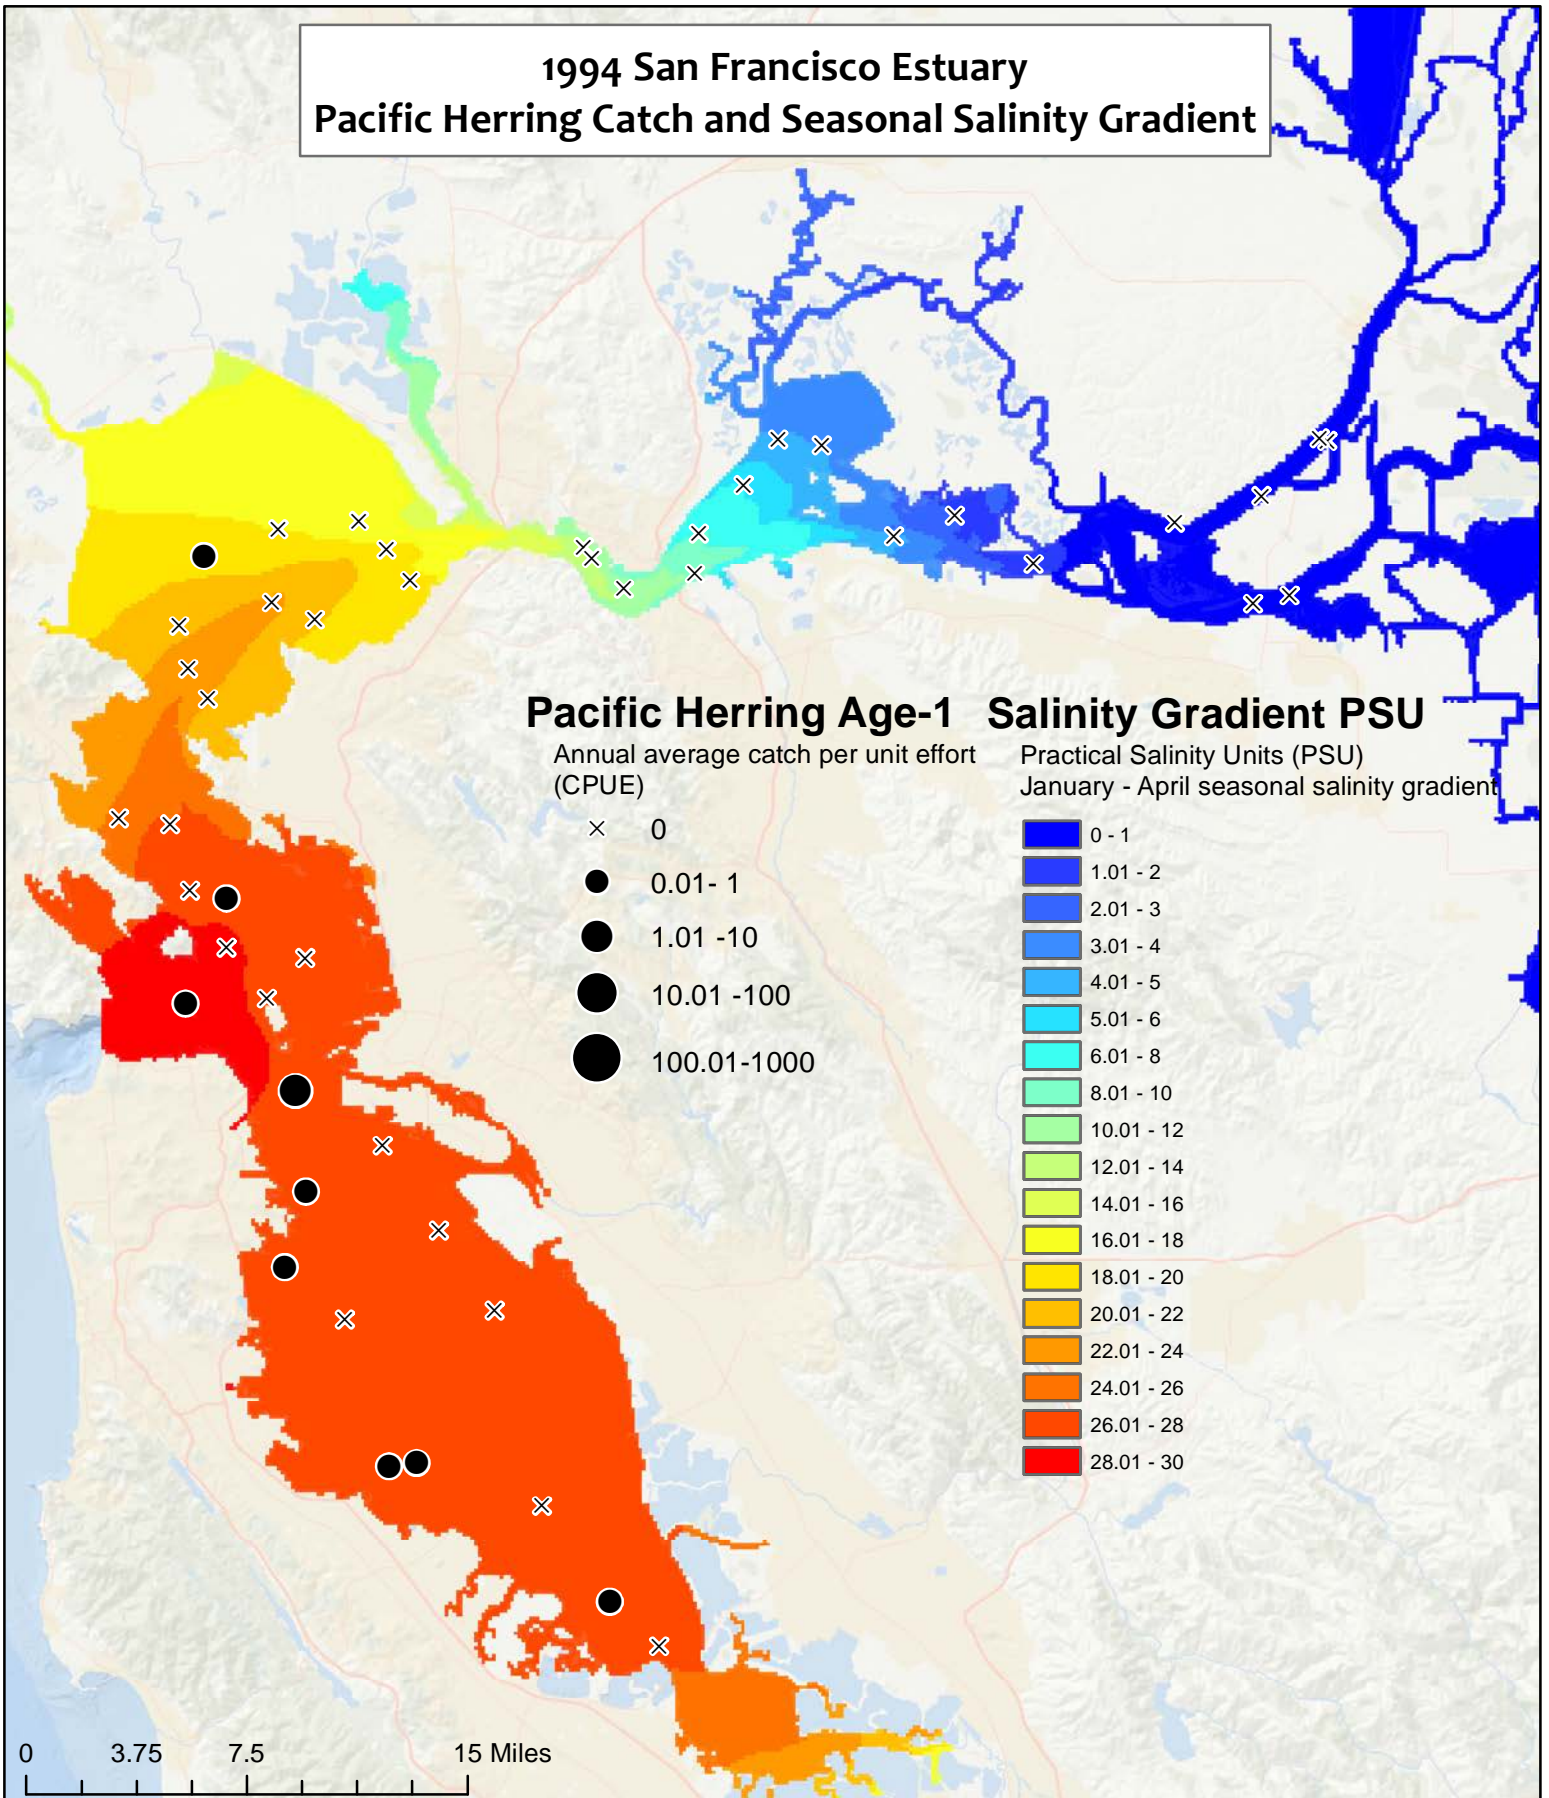 1994 San Francisco Estuary
Pacific Herring Catch and Seasonal Salinity Gradient
Pacific Herring Age-1
Annual average catch per unit effort
(CPUE)
0
0.01- 1
1.01 -10
10.01 -100
100.01-1000
Salinity Gradient PSU
Practical Salinity Units (PSU)
January - April seasonal salinity gradient
0 - 1
1.01 - 2
2.01 - 3
3.01 - 4
4.01 - 5
5.01 - 6
6.01 - 8
8.01 - 10
10.01 - 12
12.01 - 14
14.01 - 16
16.01 - 18
18.01 - 20
20.01 - 22
22.01 - 24
24.01 - 26
26.01 - 28
28.01 - 30
0 3.75 7.5 15 Miles